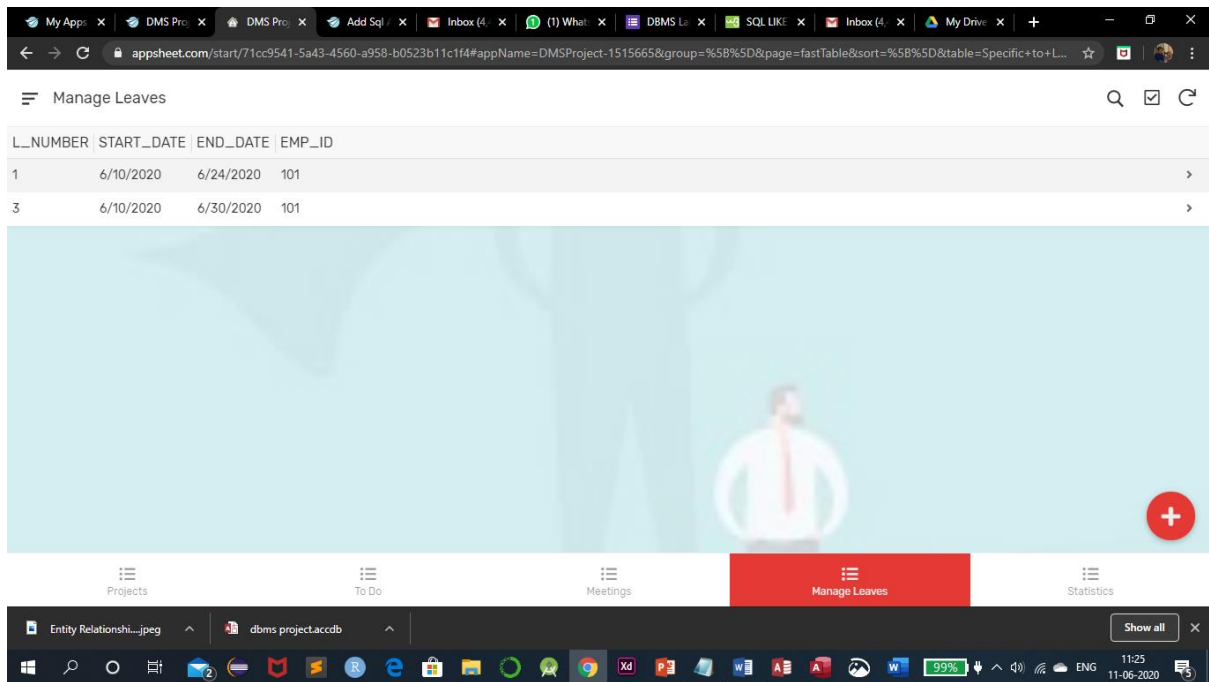 My Apps DMS Proj DMS Proj Add Sql / Inbox (4, (1) What DBMS La SQL LIKE Inbox (4, My Drive
appsheet.com/start/71cc9541-5a43-4560-a958-b0523b11c1f4#appName=DMSProject-1515665&group=%5B%5D&page=fastTable&sort=%5B%5D&table=Specific+to+L...
Manage Leaves
L_NUMBER START_DATE END_DATE EMP_ID
1 6/10/2020 6/24/2020 101
3 6/10/2020 6/30/2020 101
+
Projects To Do Meetings Manage Leaves Statistics
Entity Relationshi....jpeg dbms project.accdb Show all
99% ENG 11:25
11-06-2020